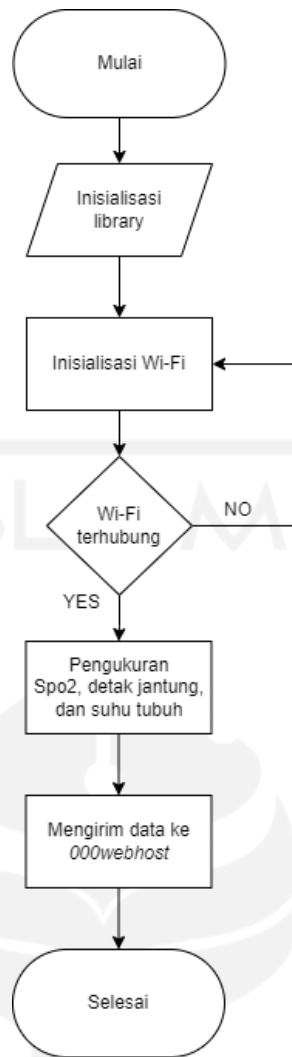 Mulai
Inisialisasi
library
Inisialisasi Wi-Fi
Wi-Fi
terhubung
NO
YES
Pengukuran
Spo2, detak jantung,
dan suhu tubuh
Mengirim data ke
000webhost
Selesai